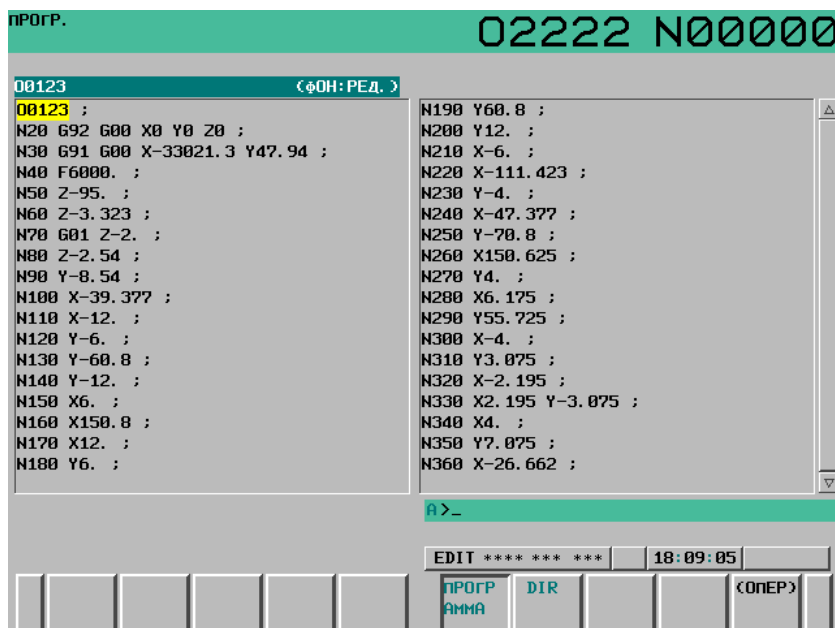 ПРОГР.
O2222 N00000
O0123 (ФОН:РЕД.)
O0123 ;
N20 G92 G00 X0 Y0 Z0 ;
N30 G91 G00 X-33021.3 Y47.94 ;
N40 F6000. ;
N50 Z-95. ;
N60 Z-3.323 ;
N70 G01 Z-2. ;
N80 Z-2.54 ;
N90 Y-8.54 ;
N100 X-39.377 ;
N110 X-12. ;
N120 Y-6. ;
N130 Y-60.8 ;
N140 Y-12. ;
N150 X6. ;
N160 X150.8 ;
N170 X12. ;
N180 Y6. ;
N190 Y60.8 ;
N200 Y12. ;
N210 X-6. ;
N220 X-111.423 ;
N230 Y-4. ;
N240 X-47.377 ;
N250 Y-70.8 ;
N260 X150.625 ;
N270 Y4. ;
N280 X6.175 ;
N290 Y55.725 ;
N300 X-4. ;
N310 Y3.075 ;
N320 X-2.195 ;
N330 X2.195 Y-3.075 ;
N340 X4. ;
N350 Y7.075 ;
N360 X-26.662 ;
A>_
EDIT **** *** *** 18:09:05
ПРОГР
АММА DIR (ОПЕР)